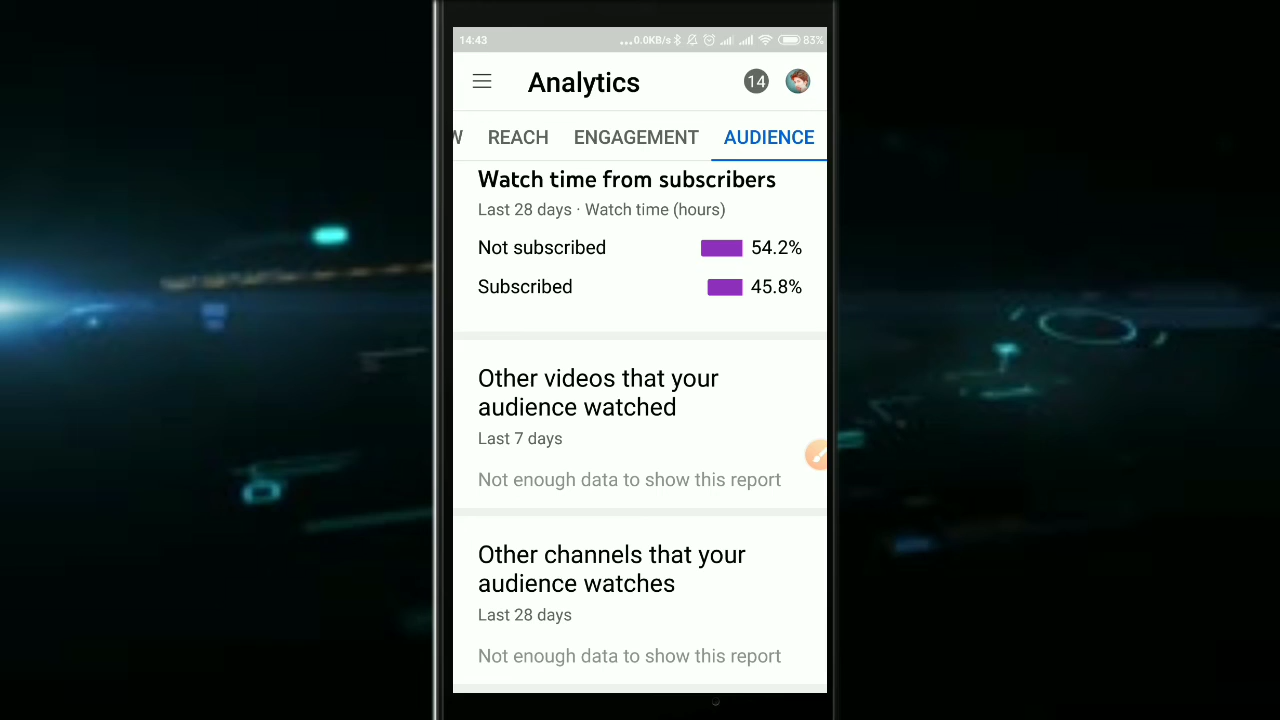 14:43 ...0.0KB/s 83%
Analytics 14
W REACH ENGAGEMENT AUDIENCE
Watch time from subscribers
Last 28 days · Watch time (hours)
Not subscribed 54.2%
Subscribed 45.8%
Other videos that your
audience watched
Last 7 days
Not enough data to show this report
Other channels that your
audience watches
Last 28 days
Not enough data to show this report